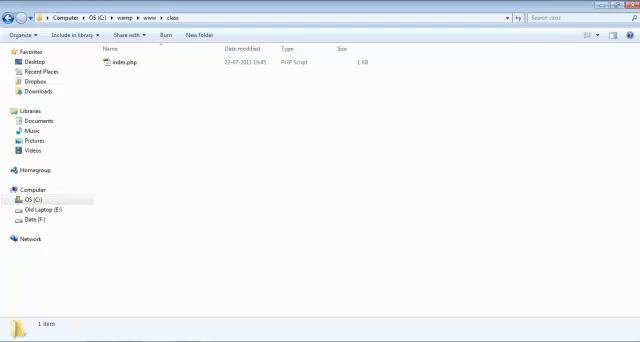 Computer OS (C:) wamp www class
Search class
Organize Include in library Share with Burn New folder
Name Date modified Type Size
index.php 22-07-2011 19:45 PHP Script 1 KB
Favorites
Desktop
Recent Places
Dropbox
Downloads
Libraries
Documents
Music
Pictures
Videos
Homegroup
Computer
OS (C:)
Old Laptop (E:)
Data (F:)
Network
1 item